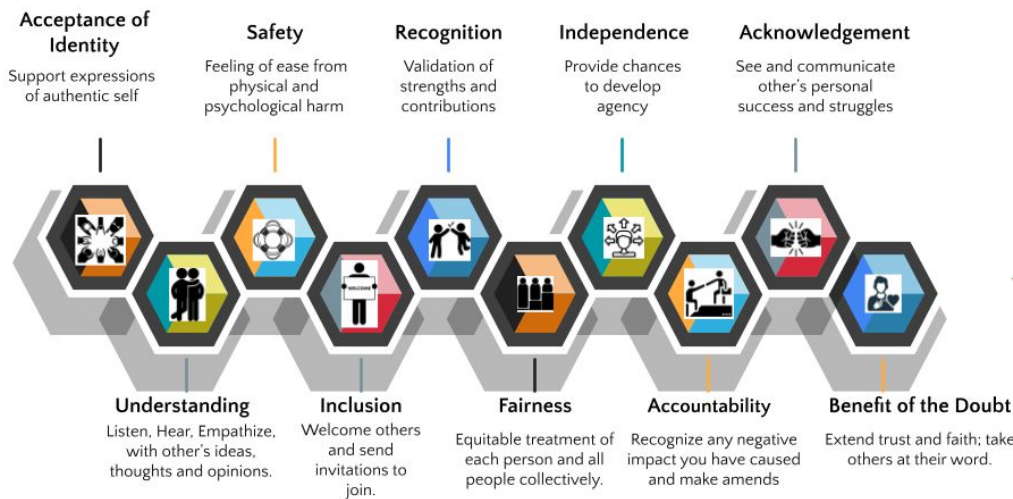 Acceptance of
Identity
Support expressions
of authentic self
Safety
Feeling of ease from
physical and
psychological harm
Recognition
Validation of
strengths and
contributions
Independence
Provide chances
to develop
agency
Acknowledgement
See and communicate
other's personal
success and struggles
WELCOME
Understanding
Listen, Hear, Empathize,
with other's ideas,
thoughts and opinions.
Inclusion
Welcome others
and send
invitations to
join.
Fairness
Equitable treatment of
each person and all
people collectively.
Accountability
Recognize any negative
impact you have caused
and make amends
Benefit of the Doubt
Extend trust and faith; take
others at their word.